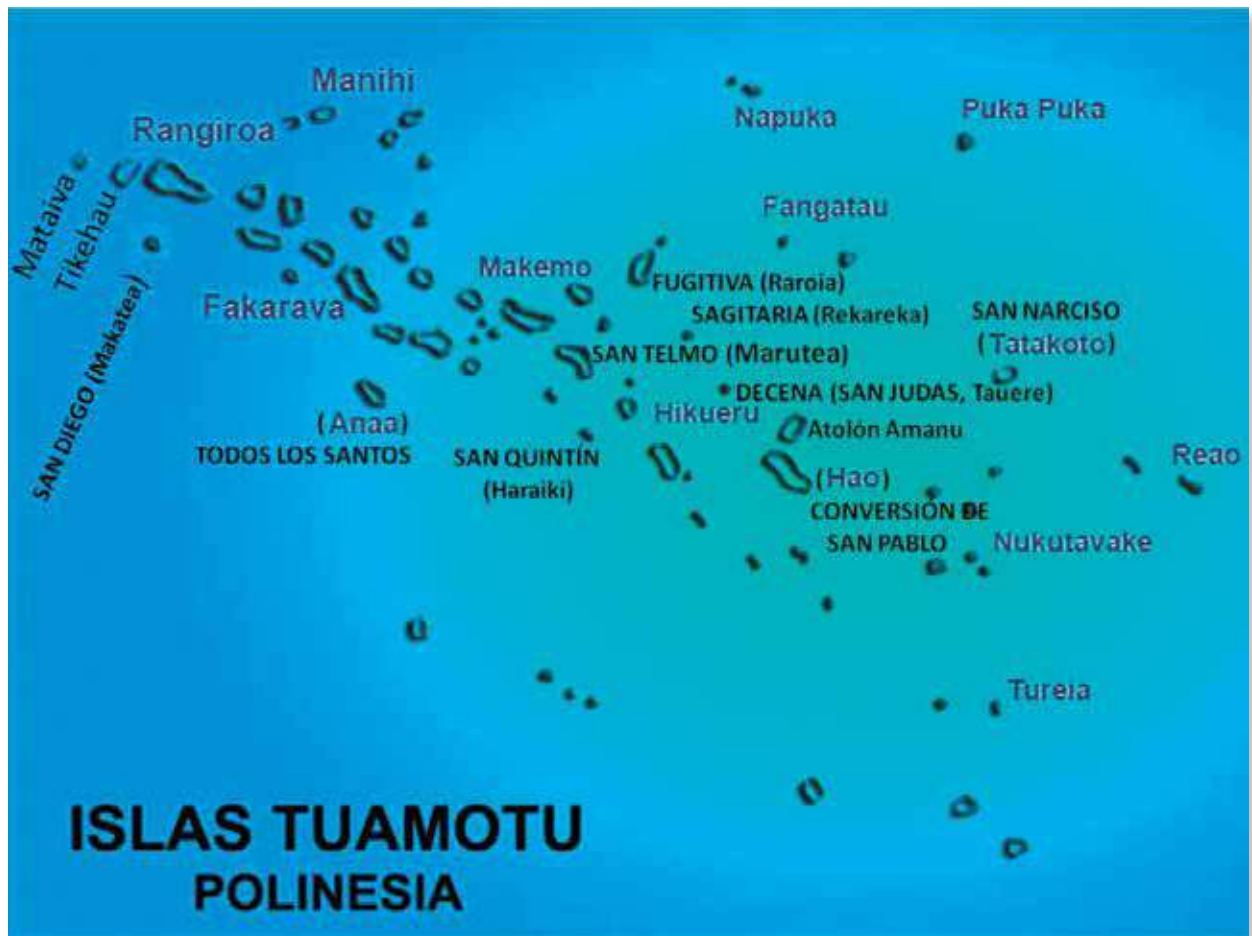 Manihi
Napuka
Puka Puka
Rangiroa
Mataiva
Tikehau
Fangatau
Makemo
FUGITIVA (Raroia)
SAN DIEGO (Makatea)
Fakarava
SAGITARIA (Rekareka)
SAN NARCISO
(Tatakoto)
SAN TELMO (Marutea)
DECENA (SAN JUDAS, Tauere)
(Anaa)
TODOS LOS SANTOS
Hikueru
Atolón Amanu
SAN QUINTÍN
(Haraiki)
(Hao)
CONVERSIÓN DE
SAN PABLO
Reao
Nukutavake
Tureia
ISLAS TUAMOTU
POLINESIA